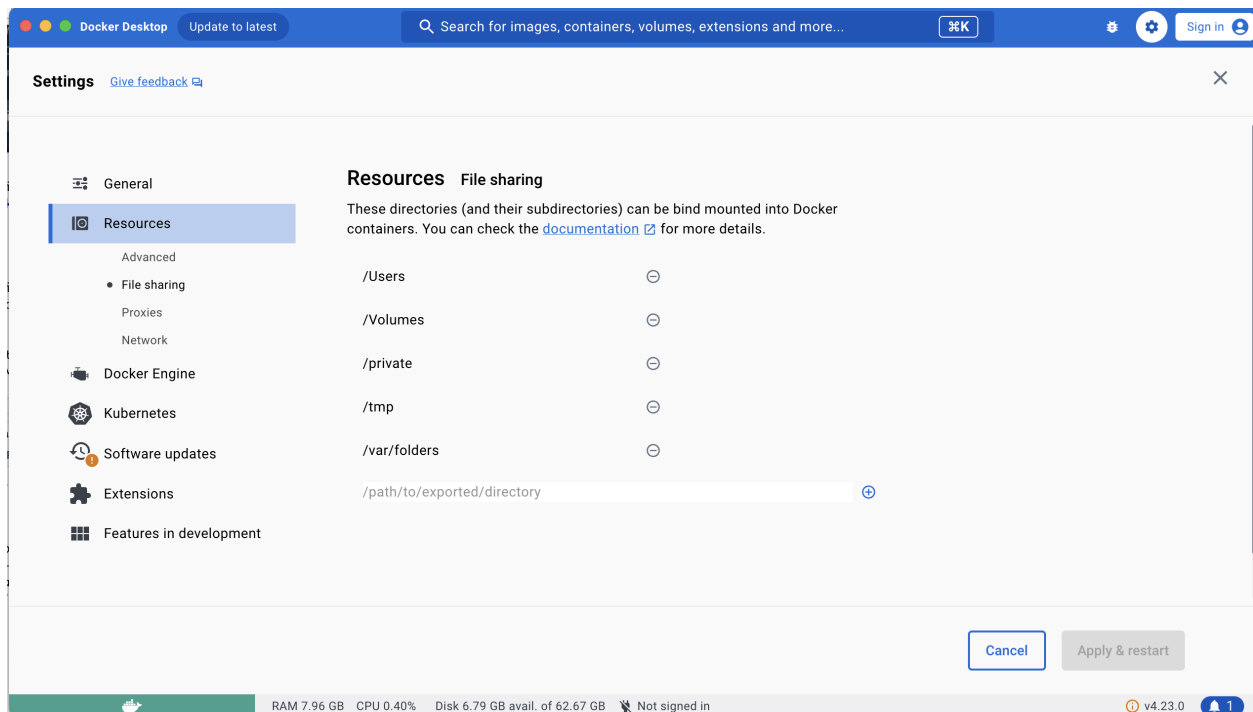 Docker Desktop Update to latest Search for images, containers, volumes, extensions and more... ⌘K Sign in
Settings Give feedback
General
Resources
Advanced
File sharing
Proxies
Network
Docker Engine
Kubernetes
Software updates
Extensions
Features in development
Resources File sharing
These directories (and their subdirectories) can be bind mounted into Docker
containers. You can check the documentation for more details.
/Users
/Volumes
/private
/tmp
/var/folders
/path/to/exported/directory
Cancel Apply & restart
RAM 7.96 GB CPU 0.40% Disk 6.79 GB avail. of 62.67 GB Not signed in v4.23.0 1